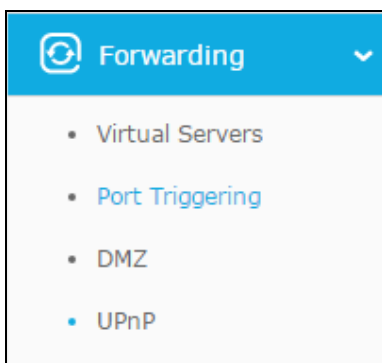 Forwarding
Virtual Servers
Port Triggering
DMZ
UPnP